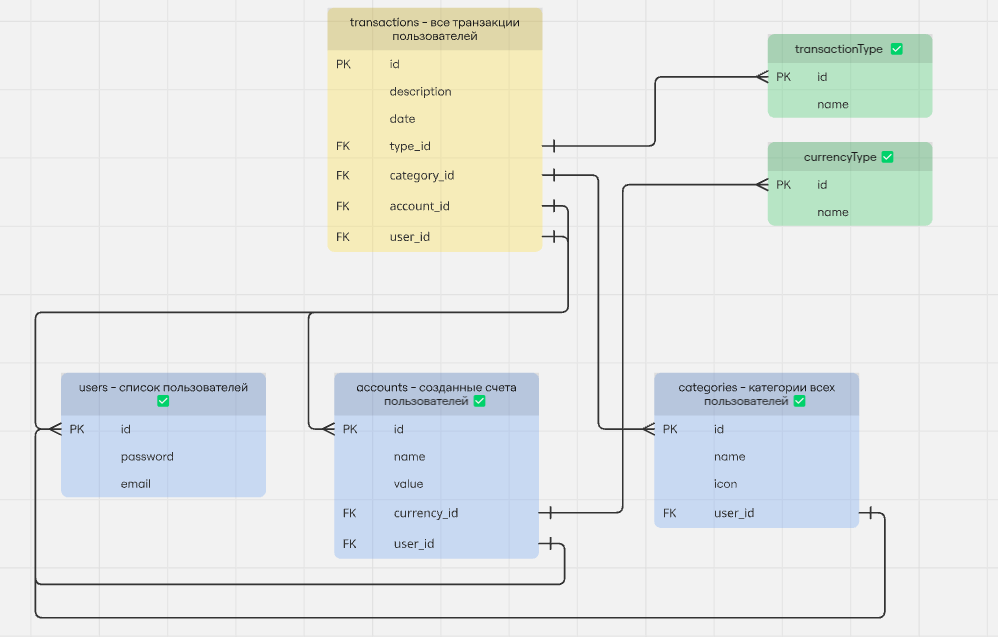 transactions - все транзакции
пользователей
PK id
description
date
FK type_id
FK category_id
FK account_id
FK user_id
transactionType ✅
PK id
name
currencyType ✅
PK id
name
users - список пользователей
✅
PK id
password
email
accounts - созданные счета
пользователей ✅
PK id
name
value
FK currency_id
FK user_id
categories - категории всех
пользователей ✅
PK id
name
icon
FK user_id